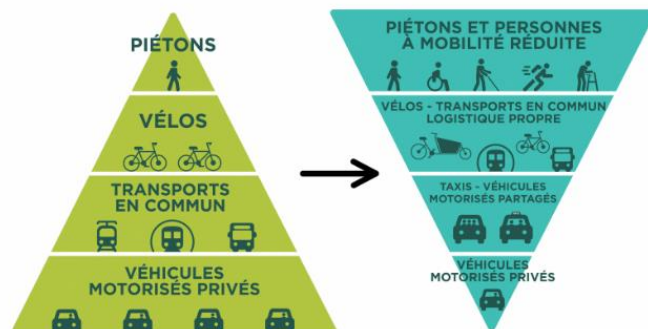 PIÉTONS
VÉLOS
TRANSPORTS
EN COMMUN
VÉHICULES
MOTORISÉS PRIVÉS
PIÉTONS ET PERSONNES
À MOBILITÉ RÉDUITE
VÉLOS - TRANSPORTS EN COMMUN
LOGISTIQUE PROPRE
TAXIS - VÉHICULES
MOTORISÉS PARTAGÉS
VÉHICULES
MOTORISÉS PRIVÉS